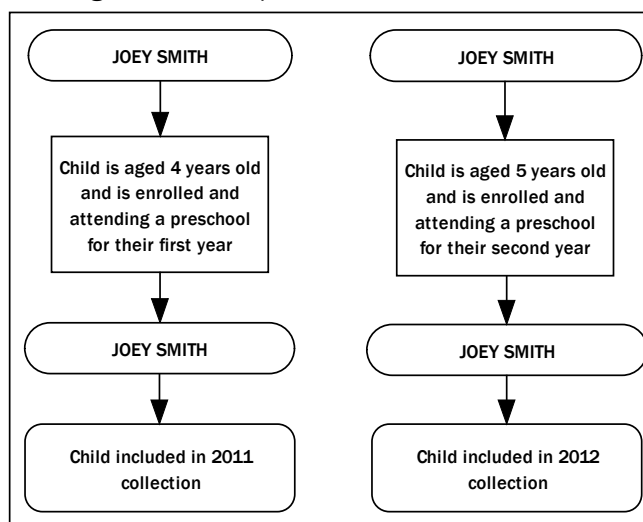 JOEY SMITH
Child is aged 4 years old
and is enrolled and
attending a preschool
for their first year
JOEY SMITH
Child included in 2011
collection
JOEY SMITH
Child is aged 5 years old
and is enrolled and
attending a preschool
for their second year
JOEY SMITH
Child included in 2012
collection